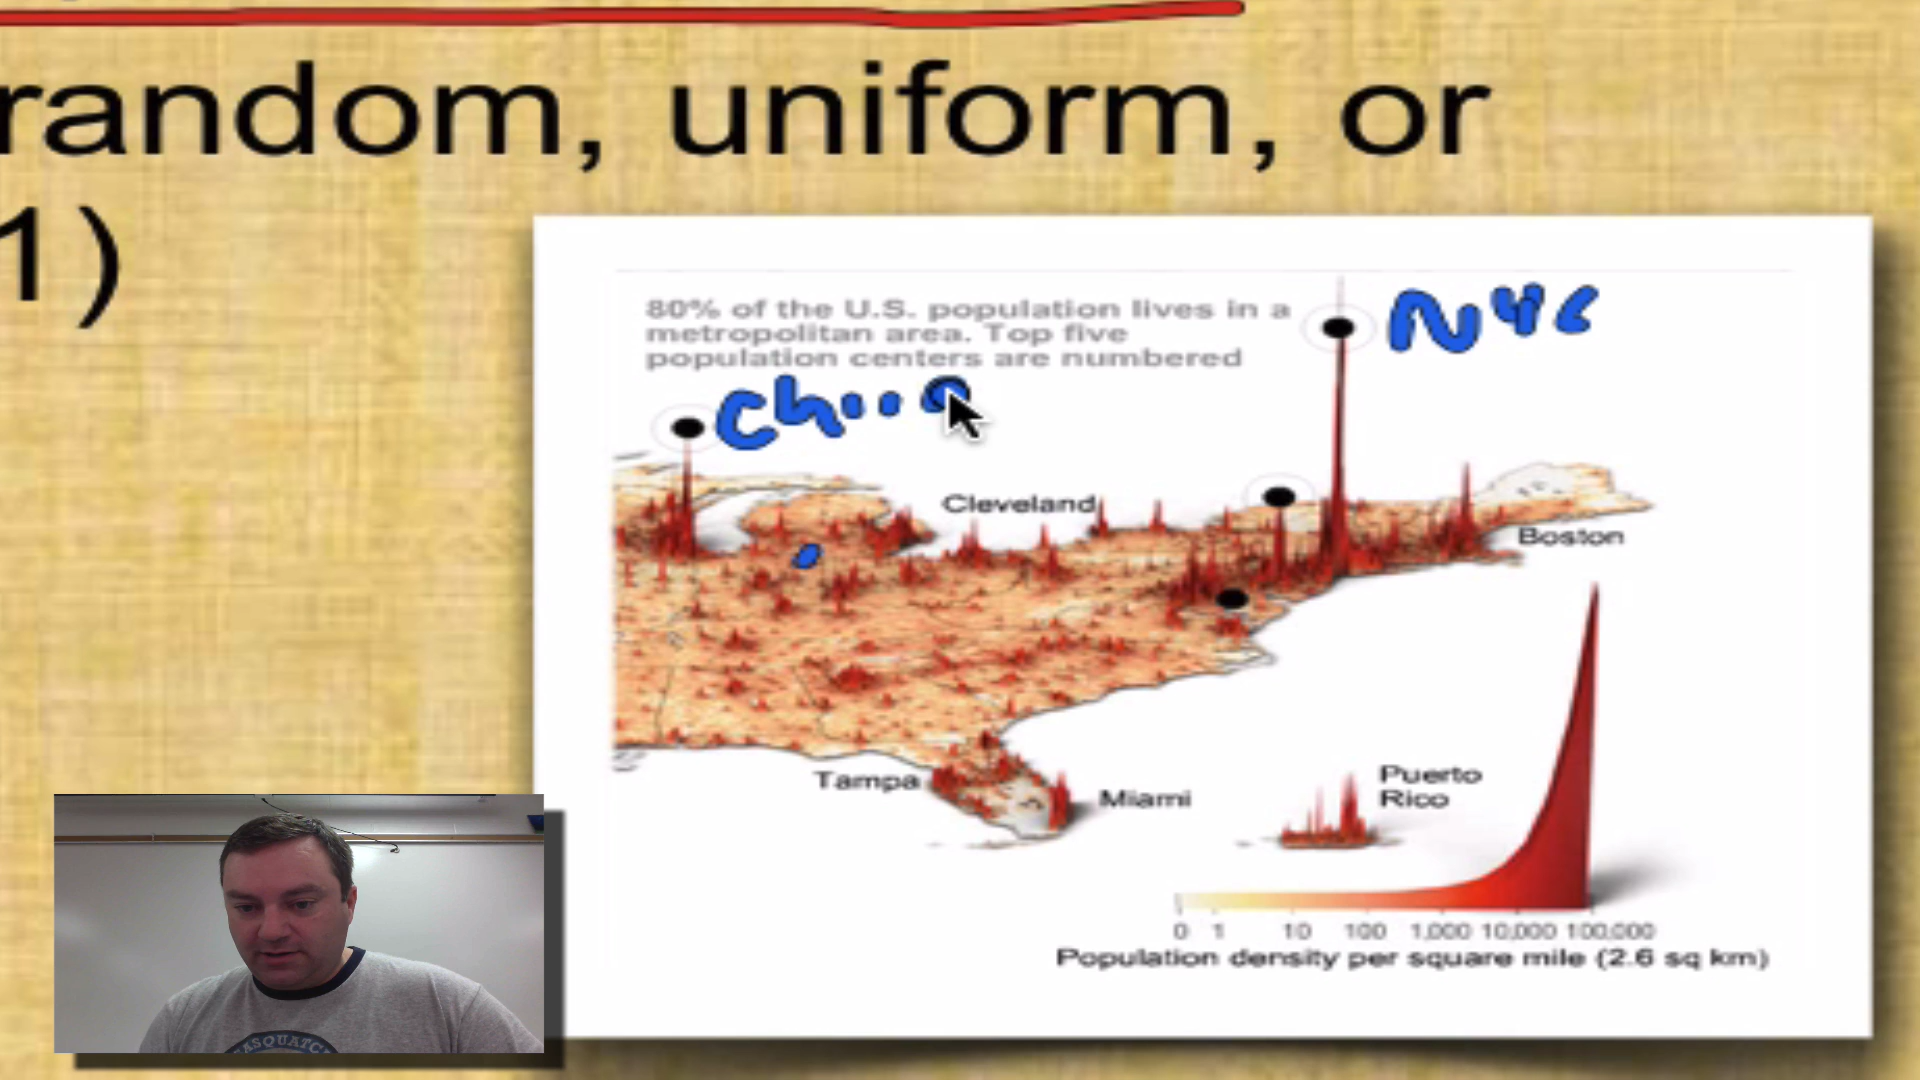 random, uniform, or
1)
80% of the U.S. population lives in a
metropolitan area. Top five
population centers are numbered
NYC
Cleveland
Boston
Tampa
Miami
Puerto
Rico
0 1 10 100 1,000 10,000 100,000
Population density per square mile (2.6 sq km)